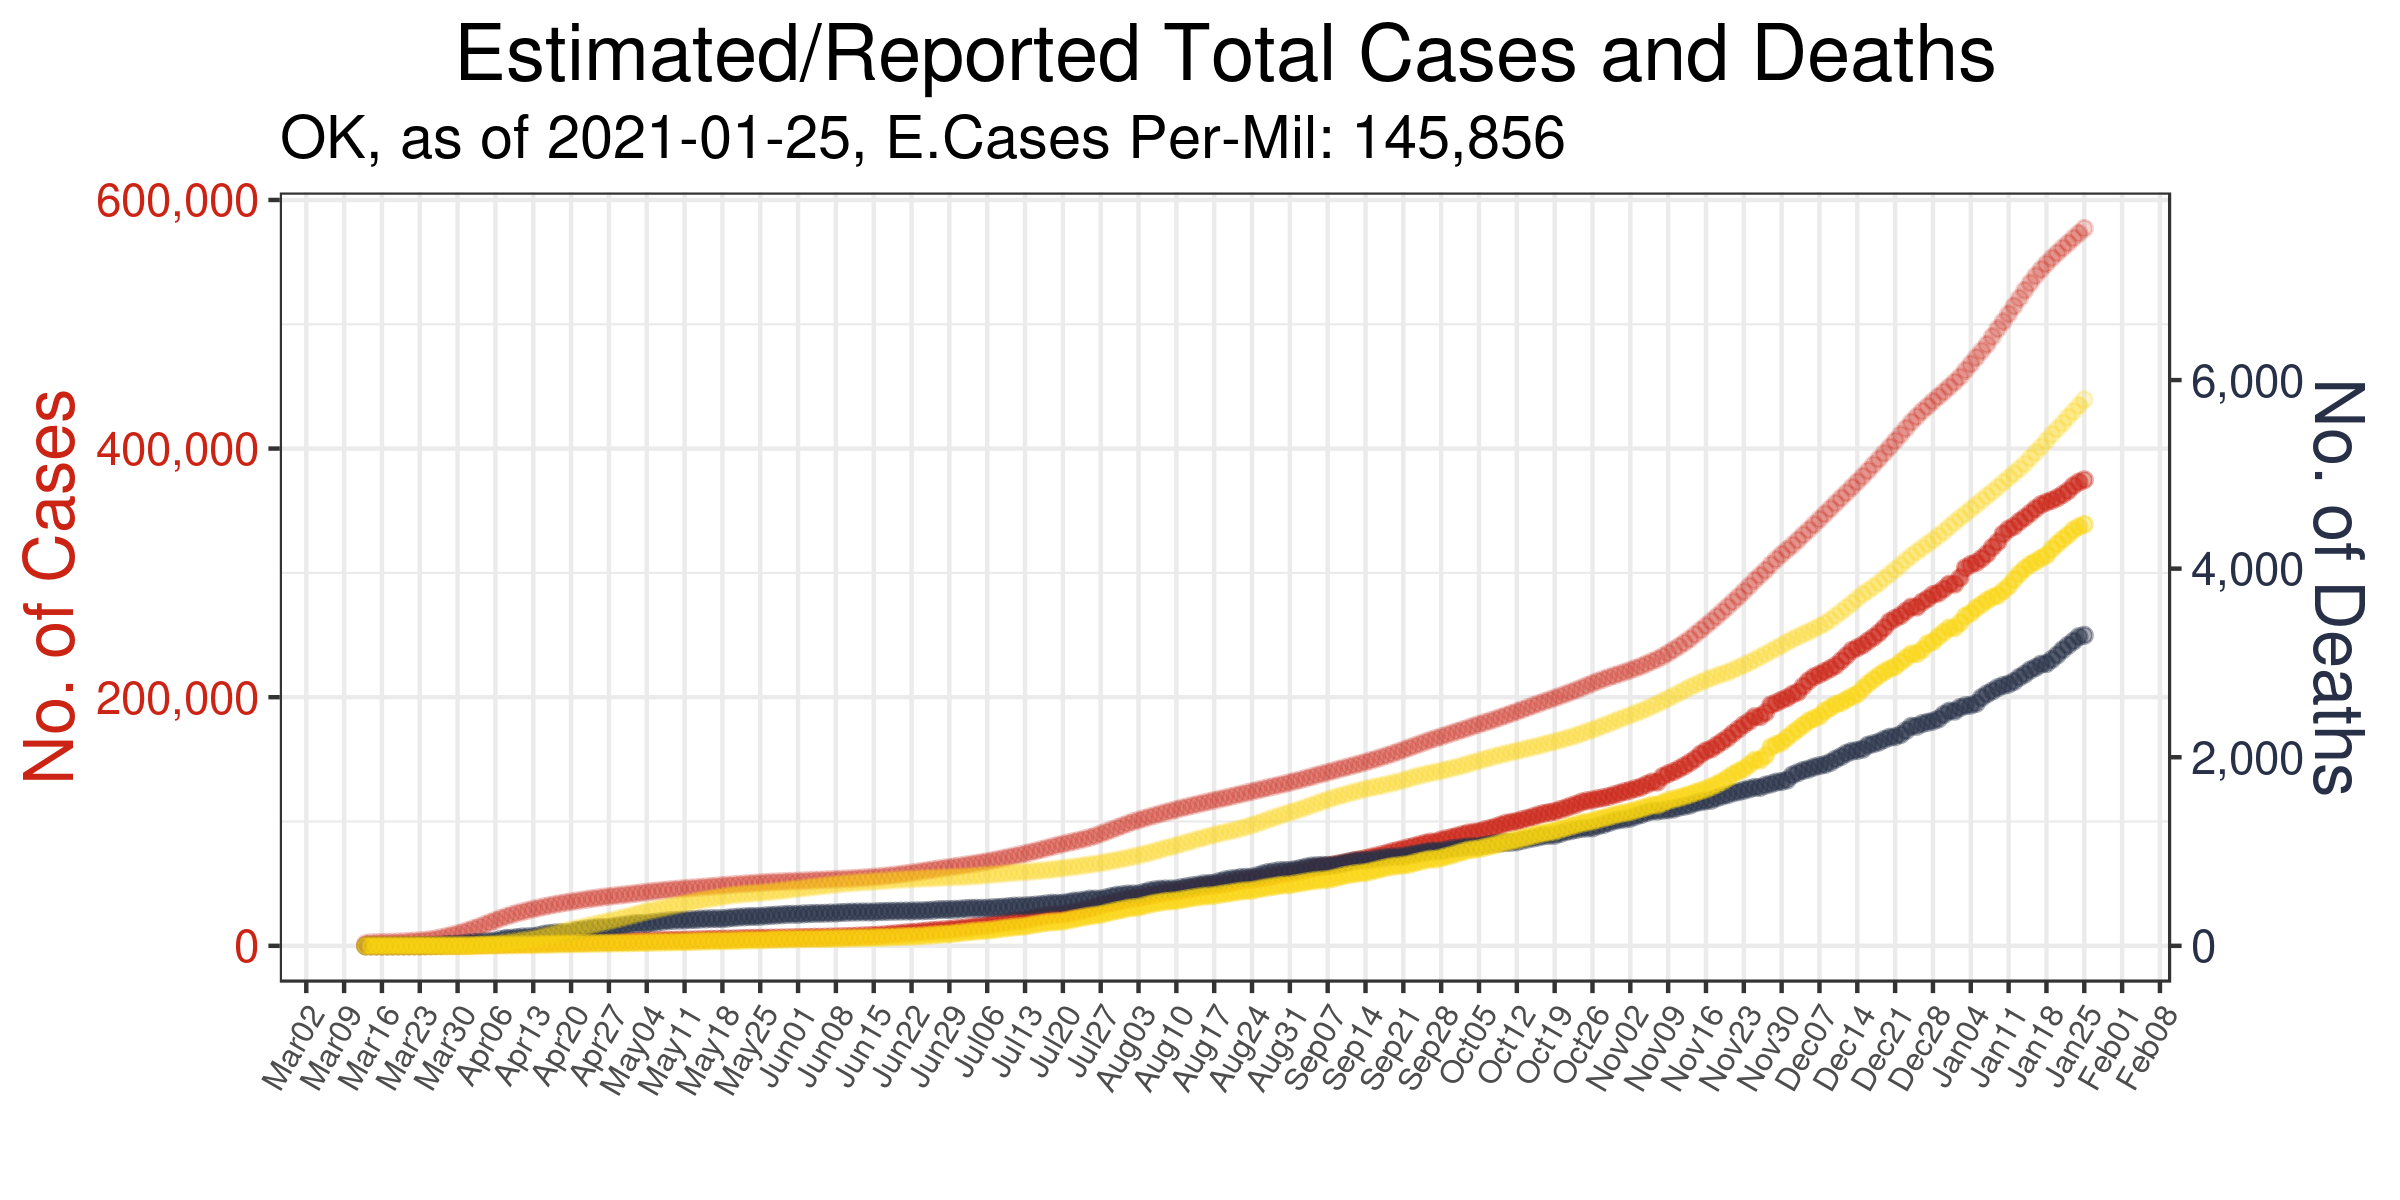 Estimated/Reported Total Cases and Deaths
OK, as of 2021-01-25, E.Cases Per-Mil: 145,856
No. of Cases
600,000
400,000
200,000
0
6,000
4,000
2,000
0
No. of Deaths
Mar02
Mar09
Mar16
Mar23
Mar30
Apr06
Apr13
Apr20
Apr27
May04
May11
May18
May25
Jun01
Jun08
Jun15
Jun22
Jun29
Jul06
Jul13
Jul20
Jul27
Aug03
Aug10
Aug17
Aug24
Aug31
Sep07
Sep14
Sep21
Sep28
Oct05
Oct12
Oct19
Oct26
Nov02
Nov09
Nov16
Nov23
Nov30
Dec07
Dec14
Dec21
Dec28
Jan04
Jan11
Jan18
Jan25
Feb01
Feb08